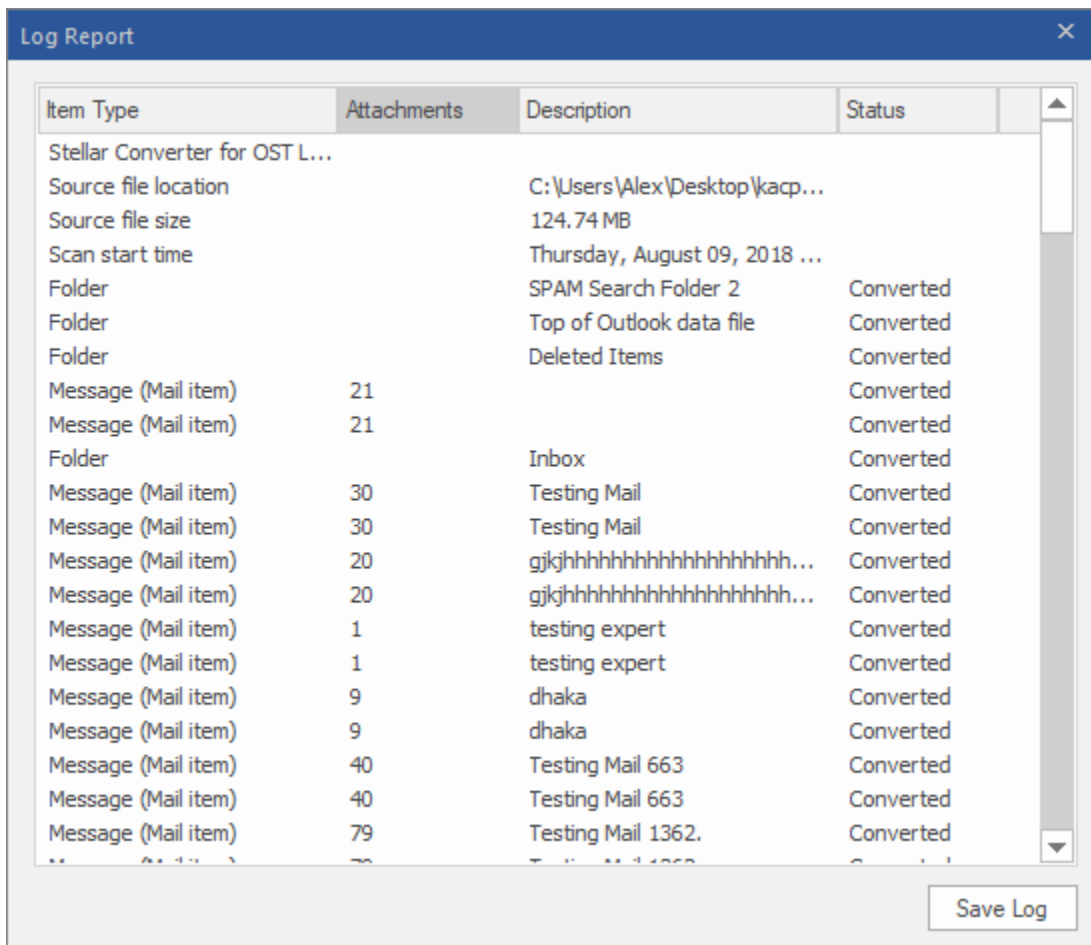 Log Report
Item Type Attachments Description Status
Stellar Converter for OST L...
Source file location C:\Users\Alex\Desktop\kacp...
Source file size 124.74 MB
Scan start time Thursday, August 09, 2018 ...
Folder SPAM Search Folder 2 Converted
Folder Top of Outlook data file Converted
Folder Deleted Items Converted
Message (Mail item) 21 Converted
Message (Mail item) 21 Converted
Folder Inbox Converted
Message (Mail item) 30 Testing Mail Converted
Message (Mail item) 30 Testing Mail Converted
Message (Mail item) 20 gjkjhhhhhhhhhhhhhhhhhhhh... Converted
Message (Mail item) 20 gjkjhhhhhhhhhhhhhhhhhhhh... Converted
Message (Mail item) 1 testing expert Converted
Message (Mail item) 1 testing expert Converted
Message (Mail item) 9 dhaka Converted
Message (Mail item) 9 dhaka Converted
Message (Mail item) 40 Testing Mail 663 Converted
Message (Mail item) 40 Testing Mail 663 Converted
Message (Mail item) 79 Testing Mail 1362. Converted
Save Log